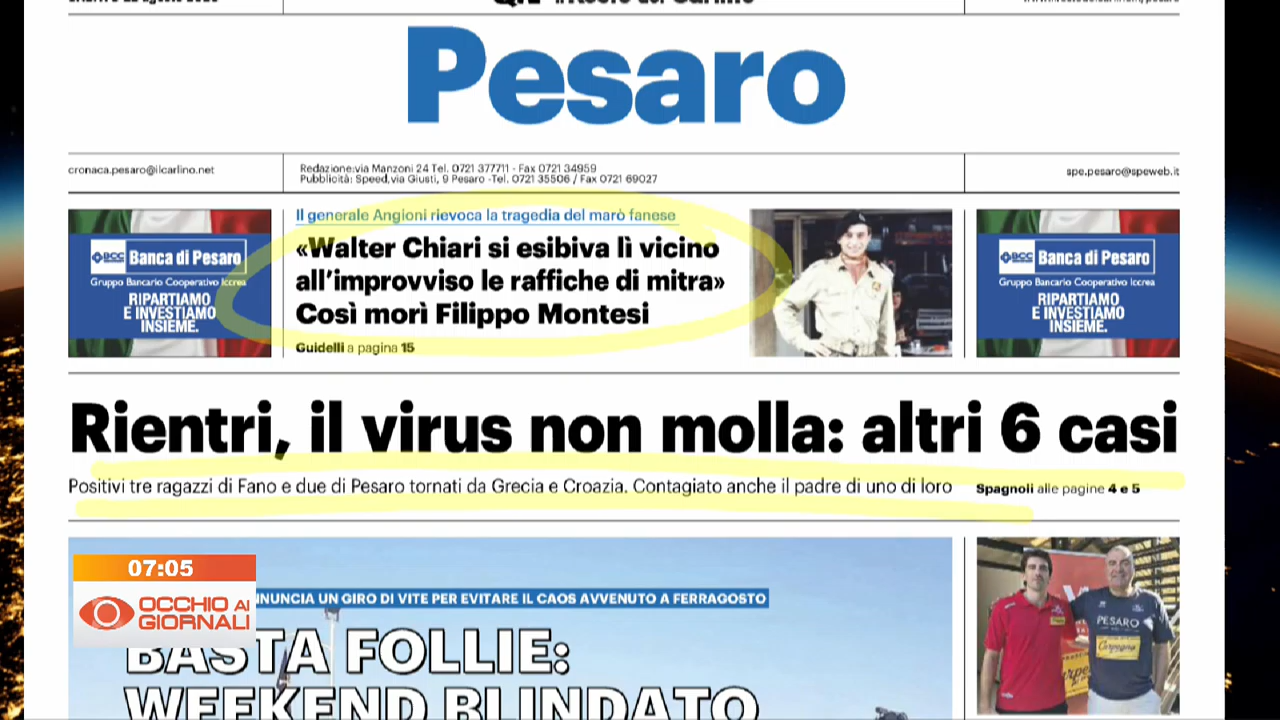 Pesaro
cronaca.pesaro@ilcarlino.net
Redazione:via Manzoni 24 Tel. 0721 377711 - Fax 0721 34959
Pubblicità: Speed,via Giusti, 9 Pesaro -Tel. 0721 35506 / Fax 0721 69027
spe.pesaro@speweb.it
BCC Banca di Pesaro
Gruppo Bancario Cooperativo Iccrea
RIPARTIAMO
E INVESTIAMO
INSIEME.
Il generale Angioni rievoca la tragedia del marò fanese
«Walter Chiari si esibiva lì vicino
all’improvviso le raffiche di mitra»
Così morì Filippo Montesi
Guidelli a pagina 15
BCC Banca di Pesaro
Gruppo Bancario Cooperativo Iccrea
RIPARTIAMO
E INVESTIAMO
INSIEME.
Rientri, il virus non molla: altri 6 casi
Positivi tre ragazzi di Fano e due di Pesaro tornati da Grecia e Croazia. Contagiato anche il padre di uno di loro
Spagnoli alle pagine 4 e 5
07:05
OCCHIO AI
GIORNALI
UN GIRO DI VITE PER EVITARE IL CAOS AVVENUTO A FERRAGOSTO
BASTA FOLLIE:
WEEKEND BLINDATO
PESARO